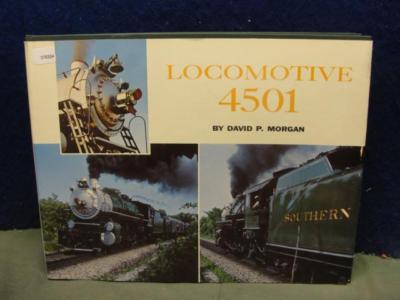 LOCOMOTIVE
4501
BY DAVID P. MORGAN
SOUTHERN